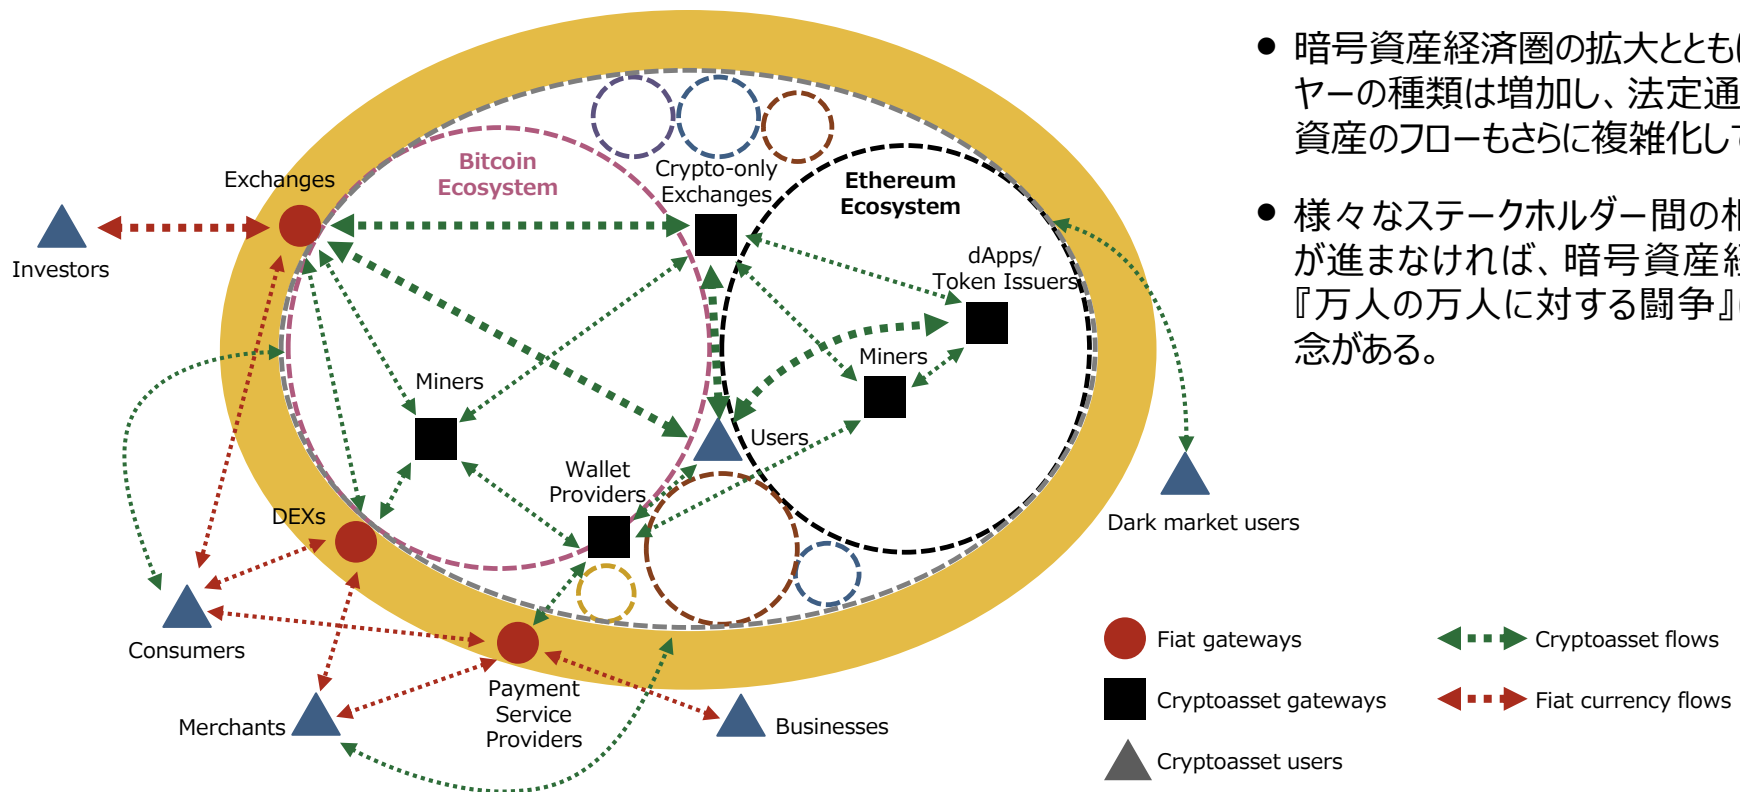 Exchanges
Bitcoin
Ecosystem
Crypto-only
Exchanges
Ethereum
Ecosystem
Investors
dApps/
Token Issuers
Miners
Miners
Users
Wallet
Providers
DEXs
Dark market users
Consumers
Payment
Service
Providers
Merchants
Businesses
● 暗号資産経済圏の拡大ととも
ヤーの種類は増加し、法定通
資産のフローもさらに複雑化して
● 様々なステークホルダー間の相
が進まなければ、暗号資産経
『万人の万人に対する闘争』
念がある。
Fiat gateways
Cryptoasset flows
Cryptoasset gateways
Fiat currency flows
Cryptoasset users